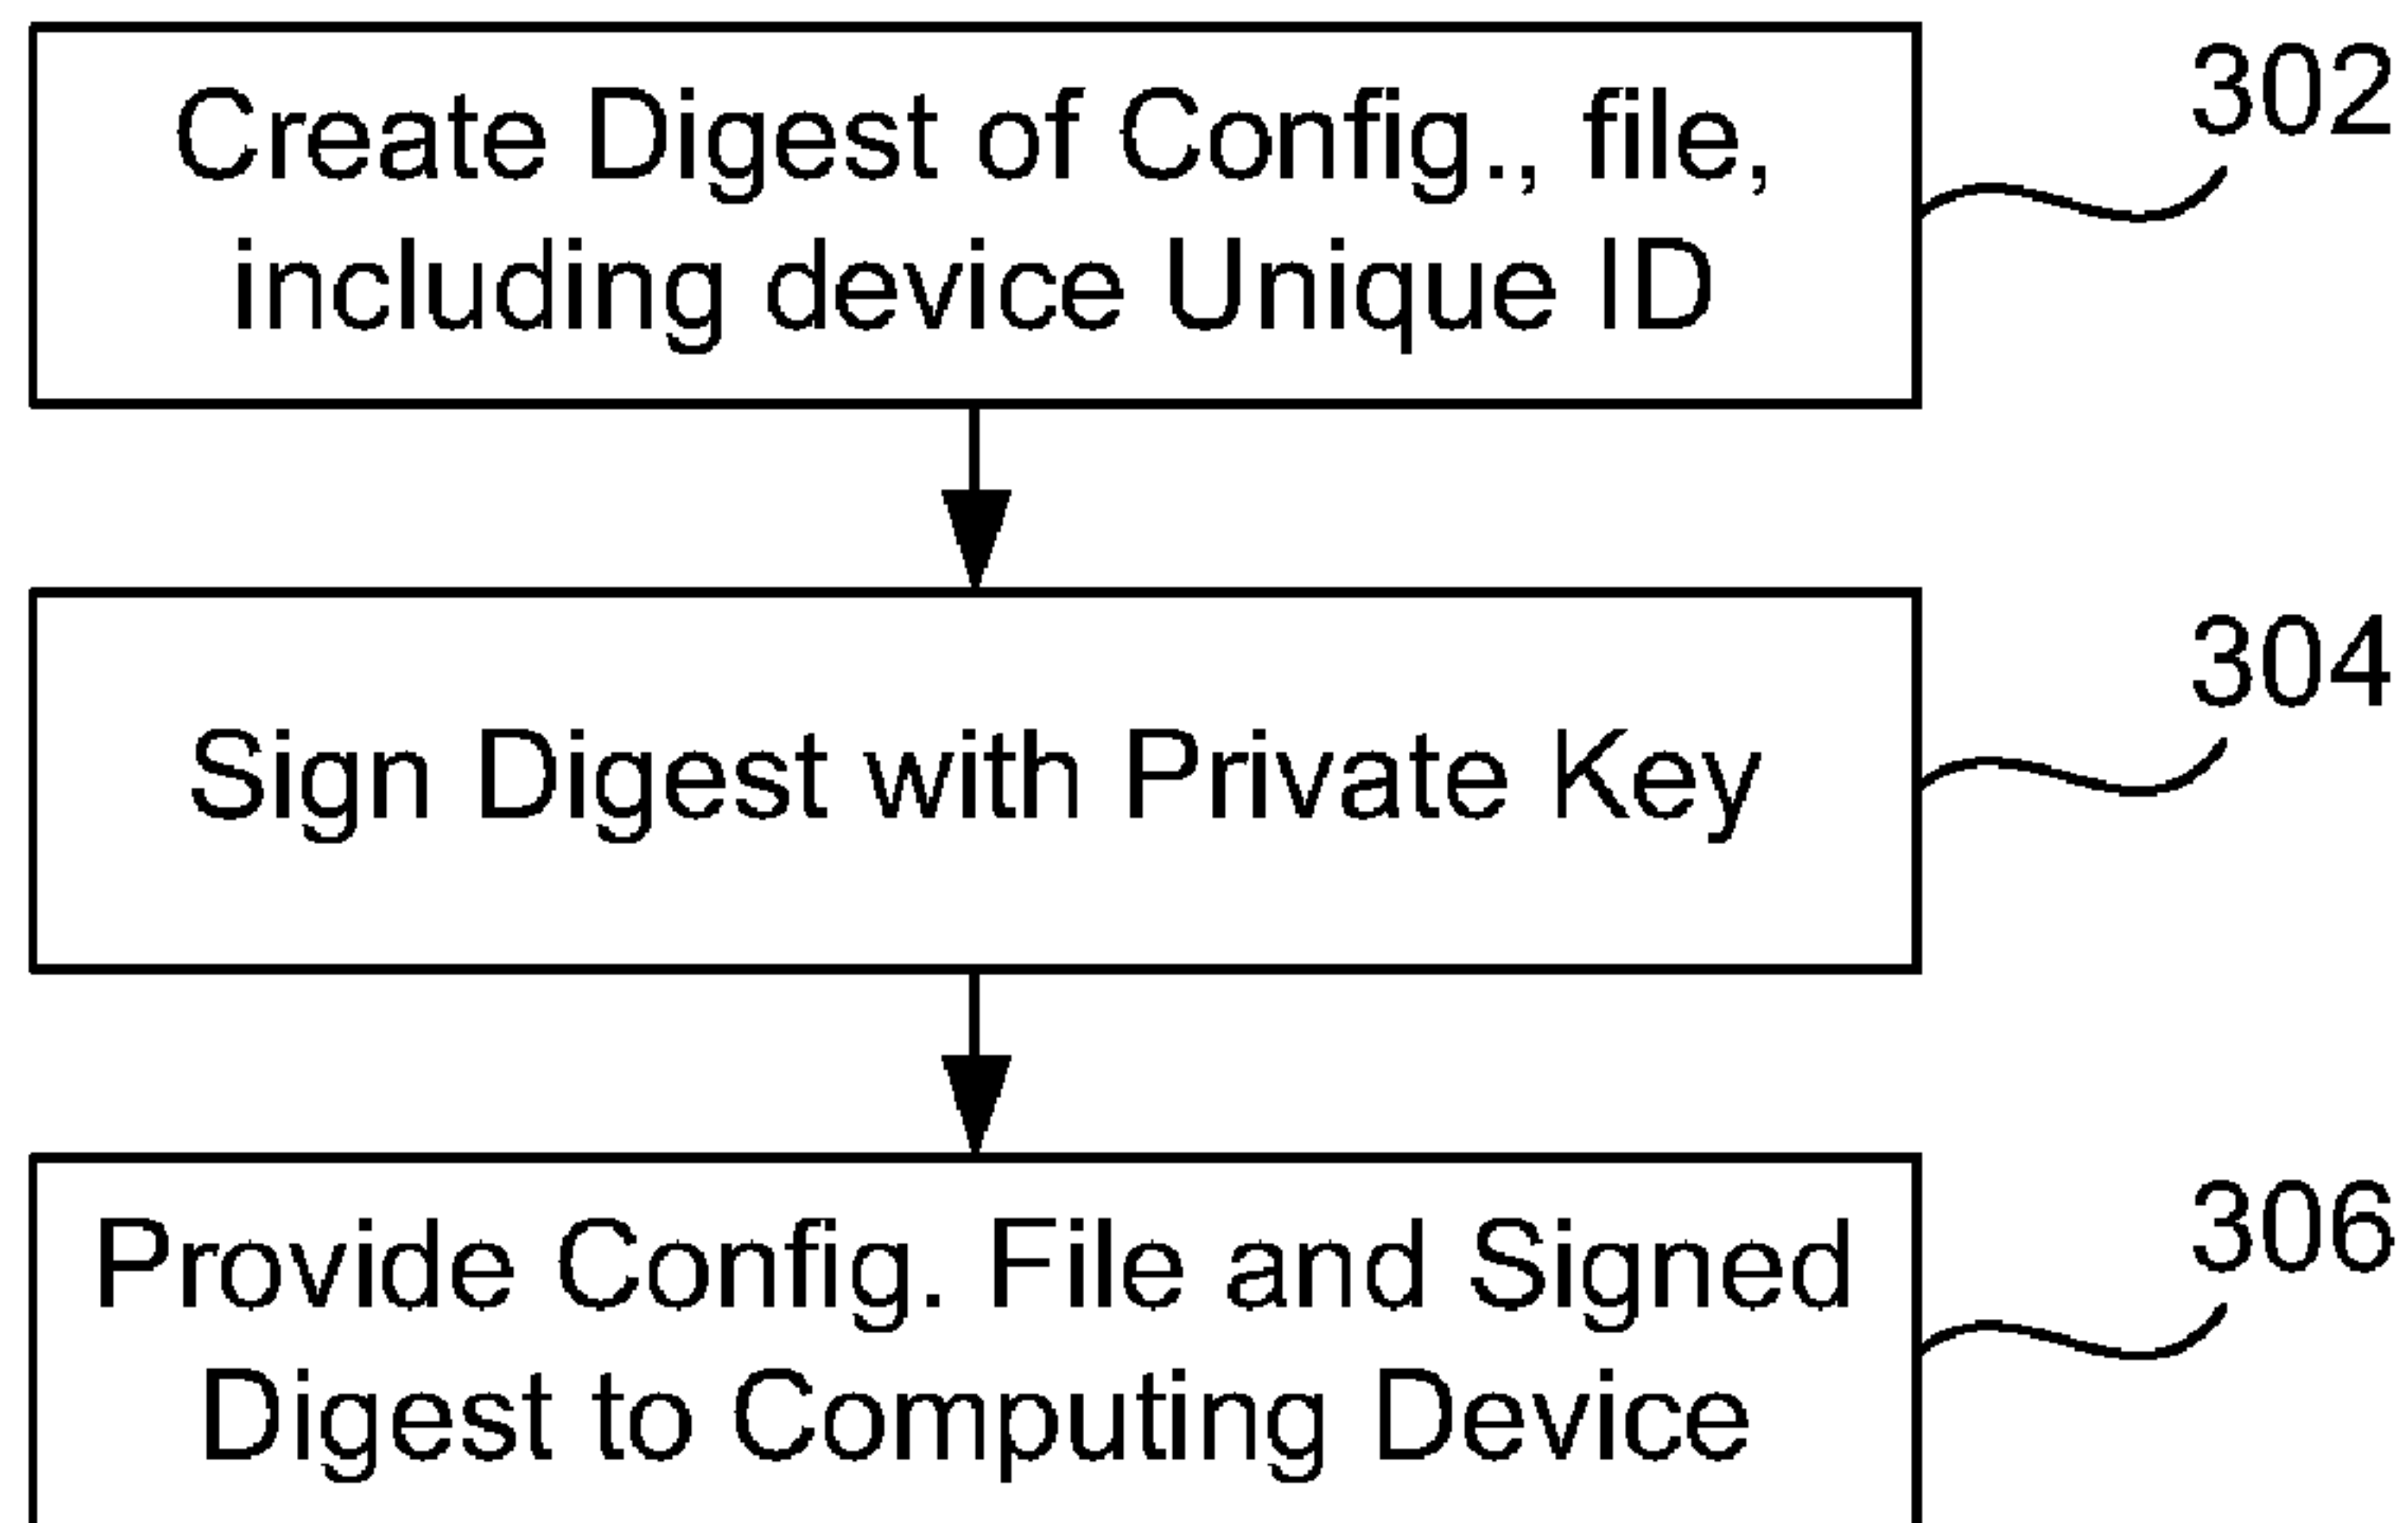 Create Digest of Config., file,
including device Unique ID
302
Sign Digest with Private Key
304
Provide Config. File and Signed
Digest to Computing Device
306